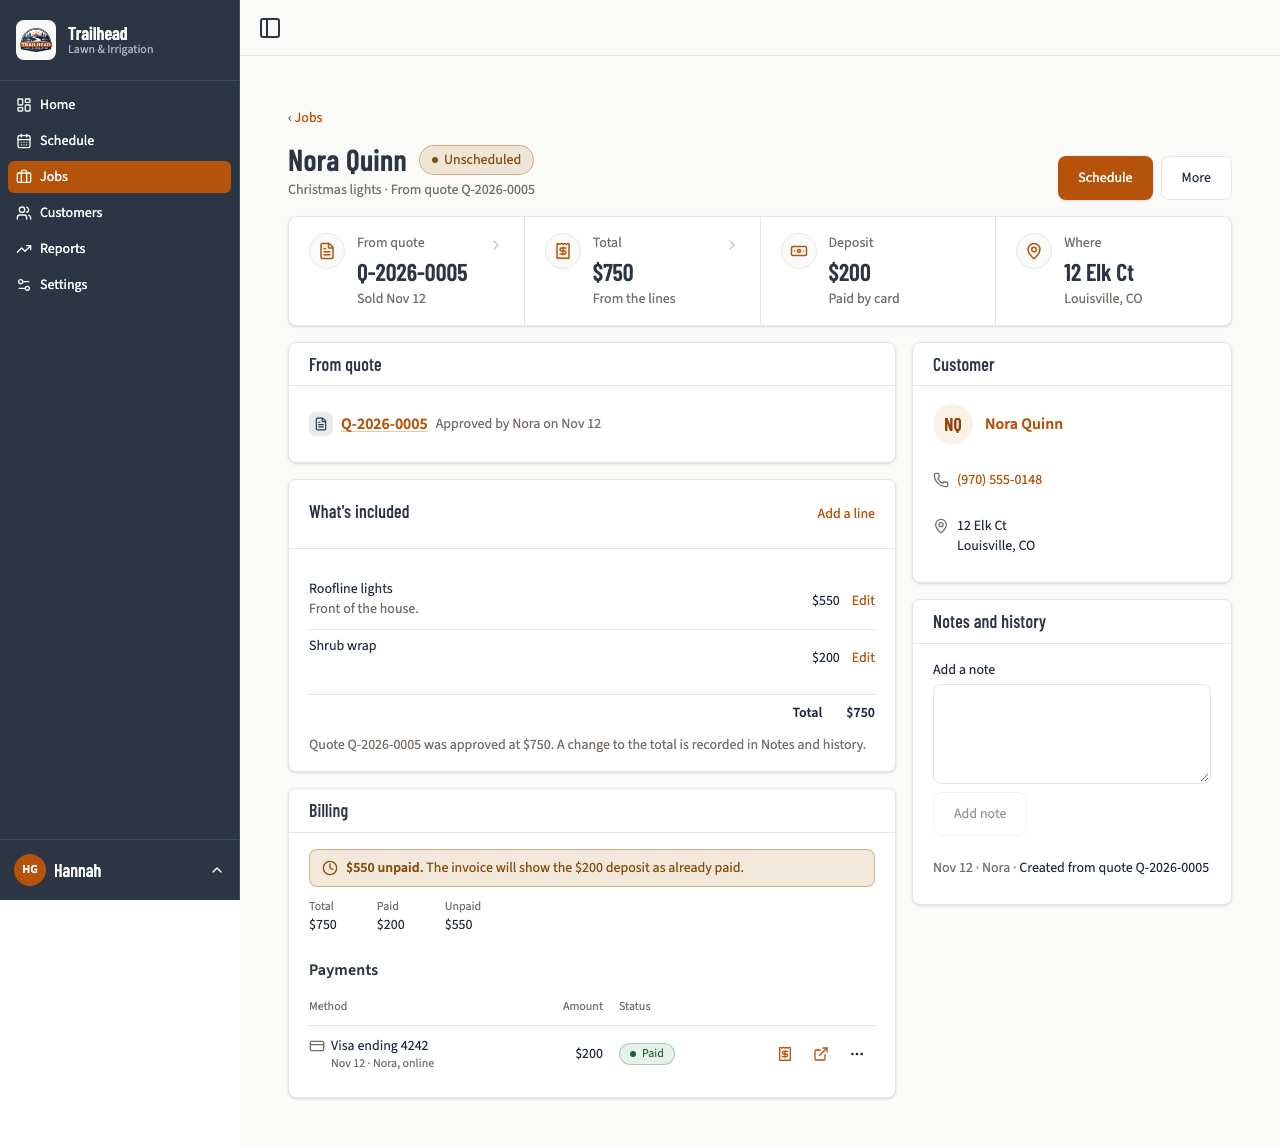 TRAILHEAD
Trailhead
Lawn & Irrigation
Home
Schedule
Jobs
Customers
Reports
Settings
HG
Hannah
‹ Jobs
Nora Quinn
Unscheduled
Christmas lights · From quote Q-2026-0005
Schedule
More
From quote
Q-2026-0005
Sold Nov 12
Total
$750
From the lines
Deposit
$200
Paid by card
Where
12 Elk Ct
Louisville, CO
From quote
Q-2026-0005 Approved by Nora on Nov 12
What's included
Add a line
Roofline lights
Front of the house.
$550 Edit
Shrub wrap
$200 Edit
Total $750
Quote Q-2026-0005 was approved at $750. A change to the total is recorded in Notes and history.
Billing
$550 unpaid. The invoice will show the $200 deposit as already paid.
Total Paid Unpaid
$750 $200 $550
Payments
Method Amount Status
Visa ending 4242
Nov 12 · Nora, online
$200 Paid
Customer
NQ
Nora Quinn
(970) 555-0148
12 Elk Ct
Louisville, CO
Notes and history
Add a note
Add note
Nov 12 · Nora · Created from quote Q-2026-0005